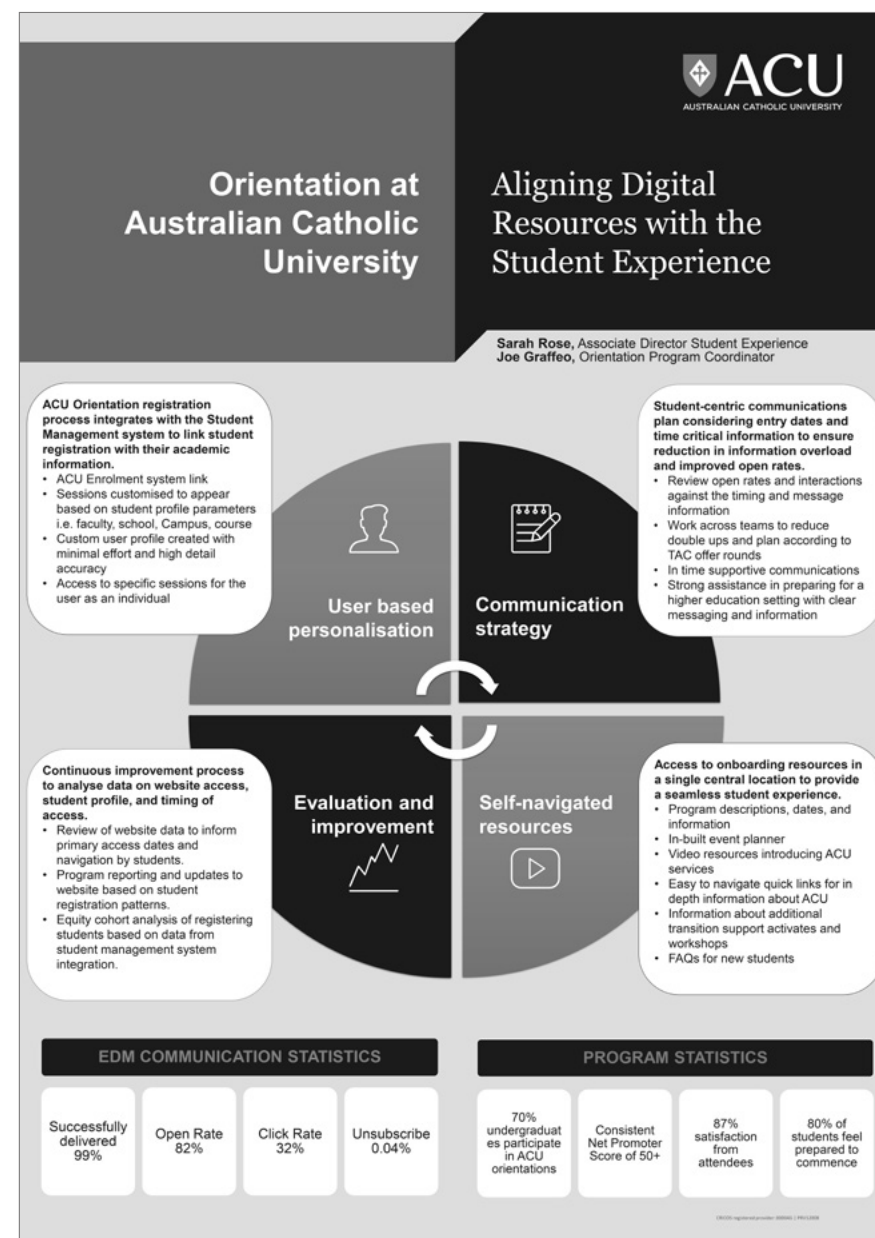 ACU
AUSTRALIAN CATHOLIC UNIVERSITY
Orientation at
Australian Catholic
University
Aligning Digital
Resources with the
Student Experience
Sarah Rose, Associate Director Student Experience
Joe Graffeo, Orientation Program Coordinator
ACU Orientation registration
process integrates with the Student
Management system to link student
registration with their academic
information.
• ACU Enrolment system link
• Sessions customised to appear
based on student profile parameters
i.e. faculty, school, Campus, course
• Custom user profile created with
minimal effort and high detail
accuracy
• Access to specific sessions for the
user as an individual
User based
personalisation
Communication
strategy
Student-centric communications
plan considering entry dates and
time critical information to ensure
reduction in information overload
and improved open rates.
• Review open rates and interactions
against the timing and message
information
• Work across teams to reduce
double ups and plan according to
TAC offer rounds
• In time supportive communications
• Strong assistance in preparing for a
higher education setting with clear
messaging and information
Continuous improvement process
to analyse data on website access,
student profile, and timing of
access.
• Review of website data to inform
primary access dates and
navigation by students.
• Program reporting and updates to
website based on student
registration patterns.
• Equity cohort analysis of registering
students based on data from
student management system
integration.
Evaluation and
improvement
Self-navigated
resources
Access to onboarding resources in
a single central location to provide
a seamless student experience.
• Program descriptions, dates, and
information
• In-built event planner
• Video resources introducing ACU
services
• Easy to navigate quick links for in
depth information about ACU
• Information about additional
transition support activates and
workshops
• FAQs for new students
EDM COMMUNICATION STATISTICS
Successfully
delivered
99%
Open Rate
82%
Click Rate
32%
Unsubscribe
0.04%
PROGRAM STATISTICS
70%
undergraduat
es participate
in ACU
orientations
Consistent
Net Promoter
Score of 50+
87%
satisfaction
from
attendees
80% of
students feel
prepared to
commence